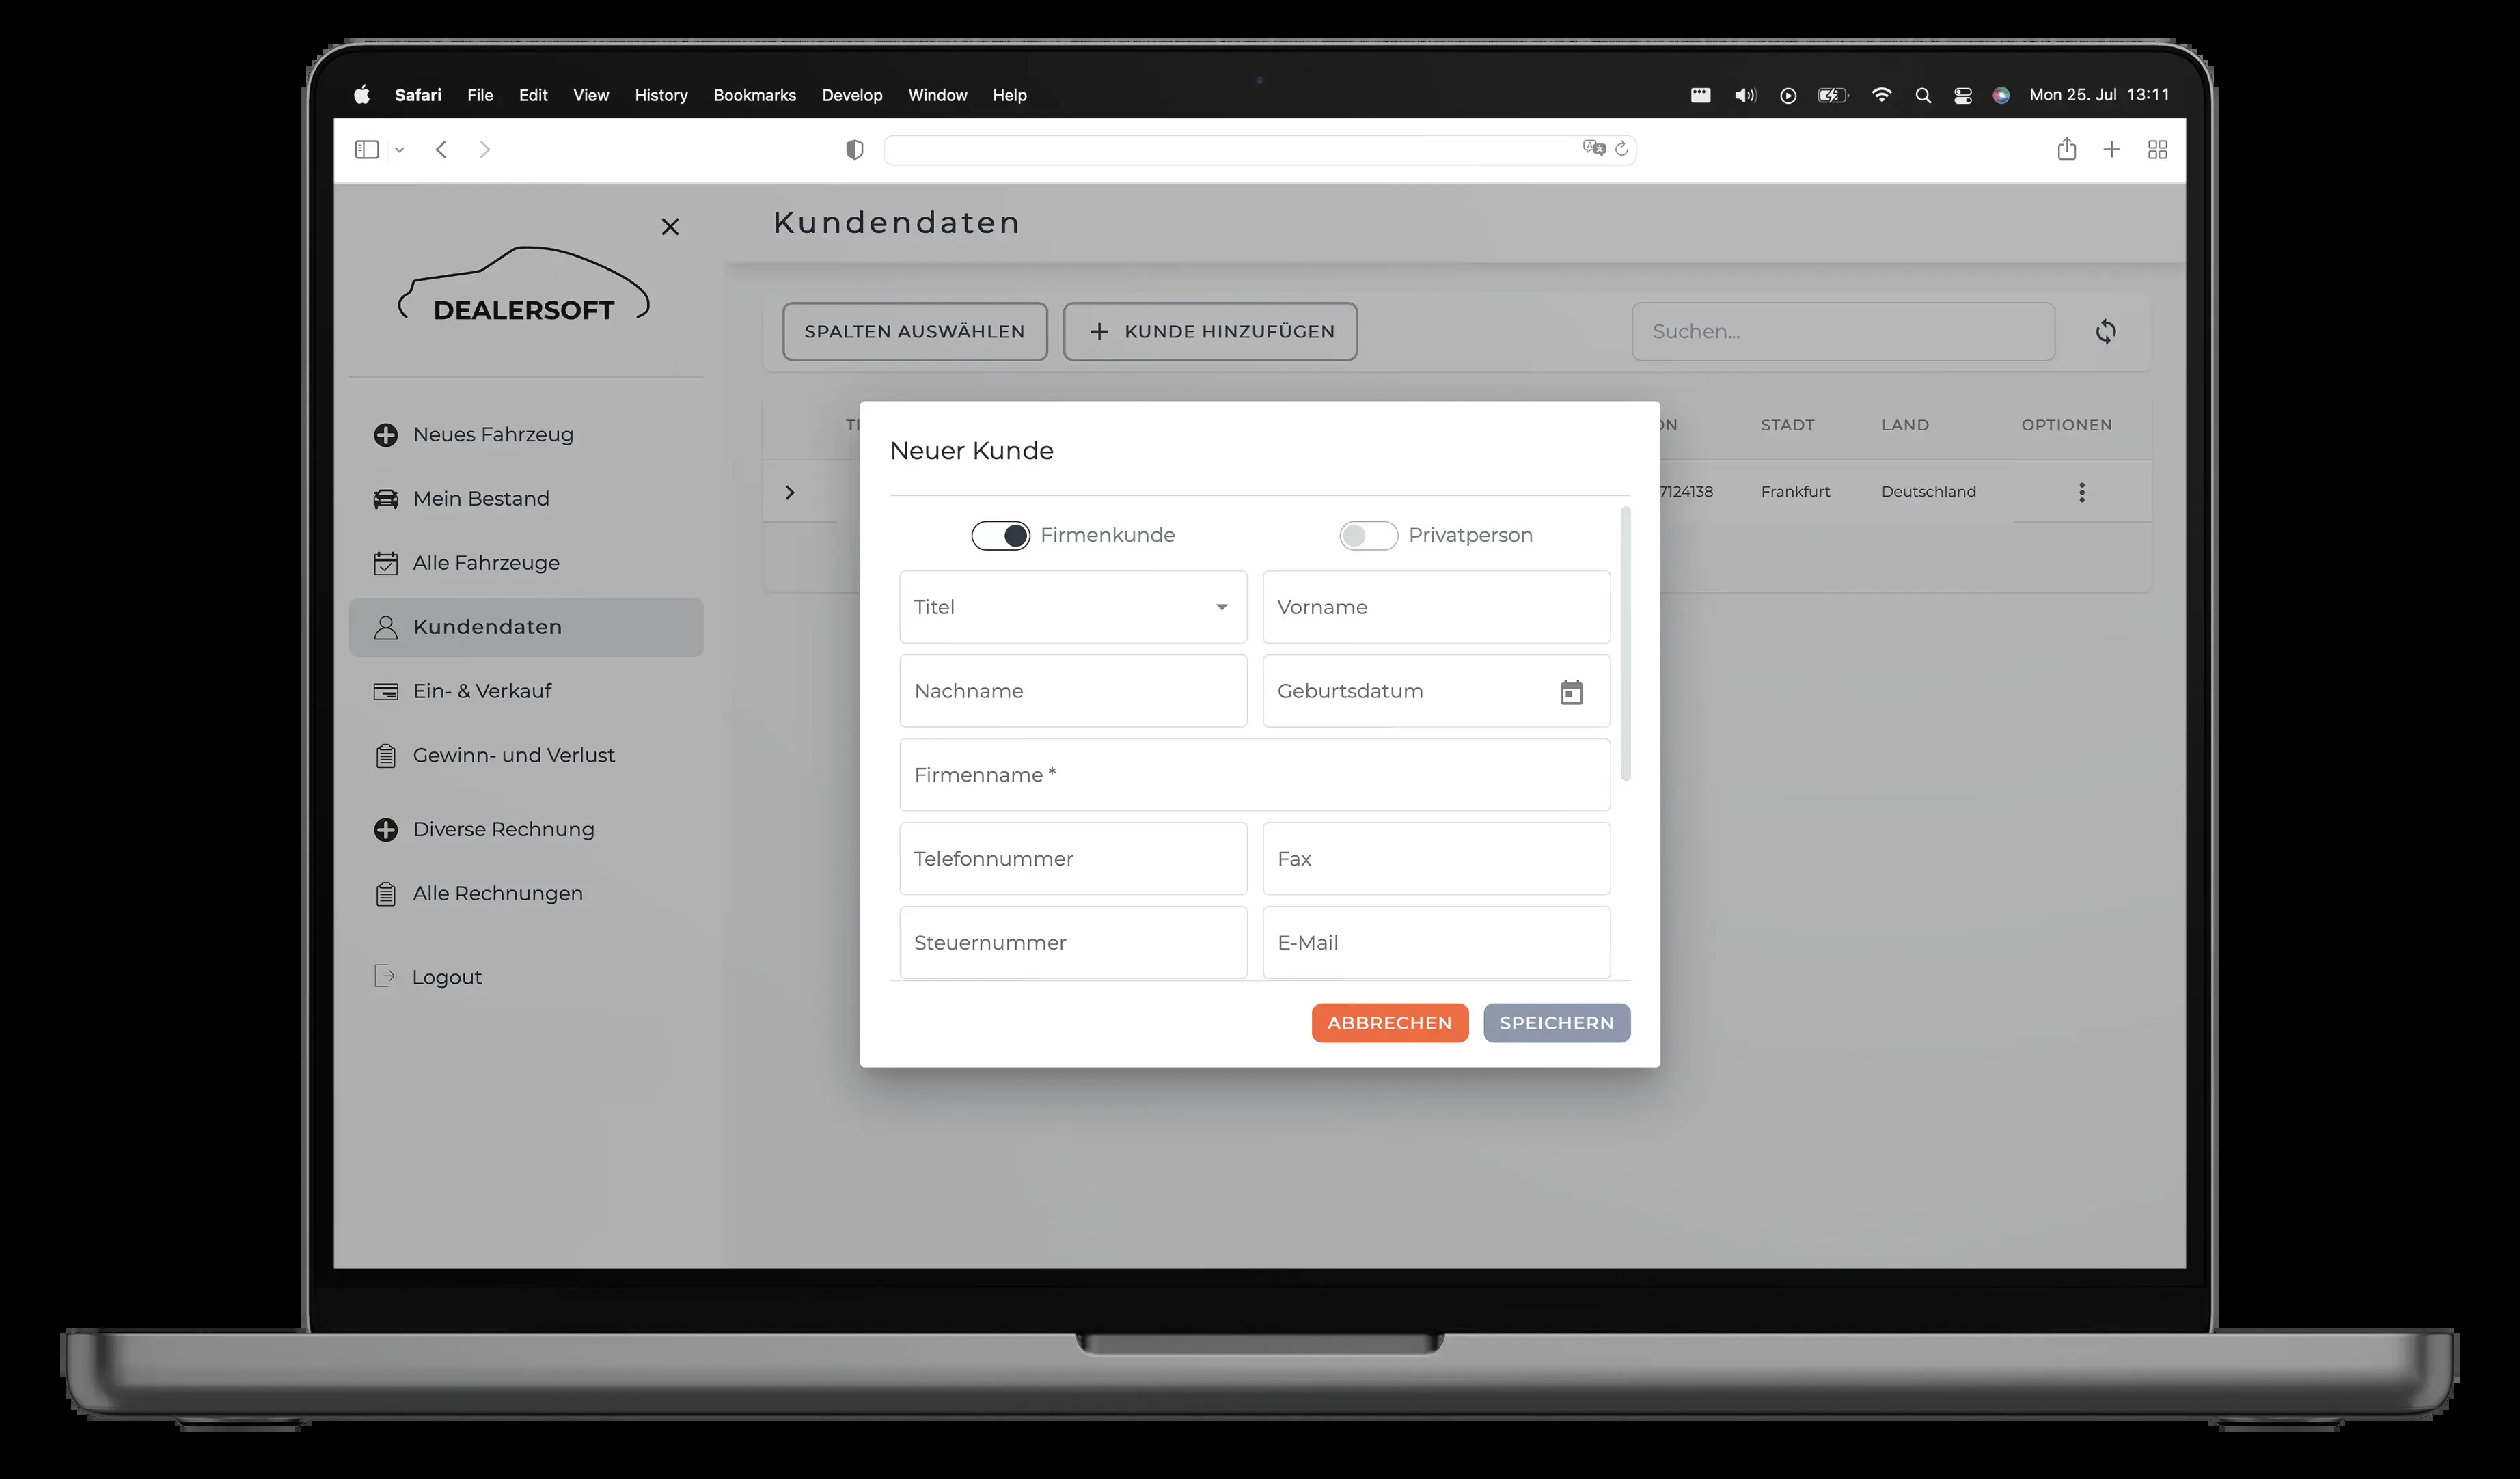 Safari File Edit View History Bookmarks Develop Window Help Mon 25. Jul 13:11
Kundendaten
DEALERSOFT
SPALTEN AUSWÄHLEN
KUNDE HINZUFÜGEN
Suchen...
Neues Fahrzeug
Mein Bestand
Alle Fahrzeuge
Kundendaten
Ein- & Verkauf
Gewinn- und Verlust
Diverse Rechnung
Alle Rechnungen
Logout
STADT LAND OPTIONEN
7124138 Frankfurt Deutschland
Neuer Kunde
Firmenkunde Privatperson
Titel Vorname
Nachname Geburtsdatum
Firmenname *
Telefonnummer Fax
Steuernummer E-Mail
ABBRECHEN SPEICHERN